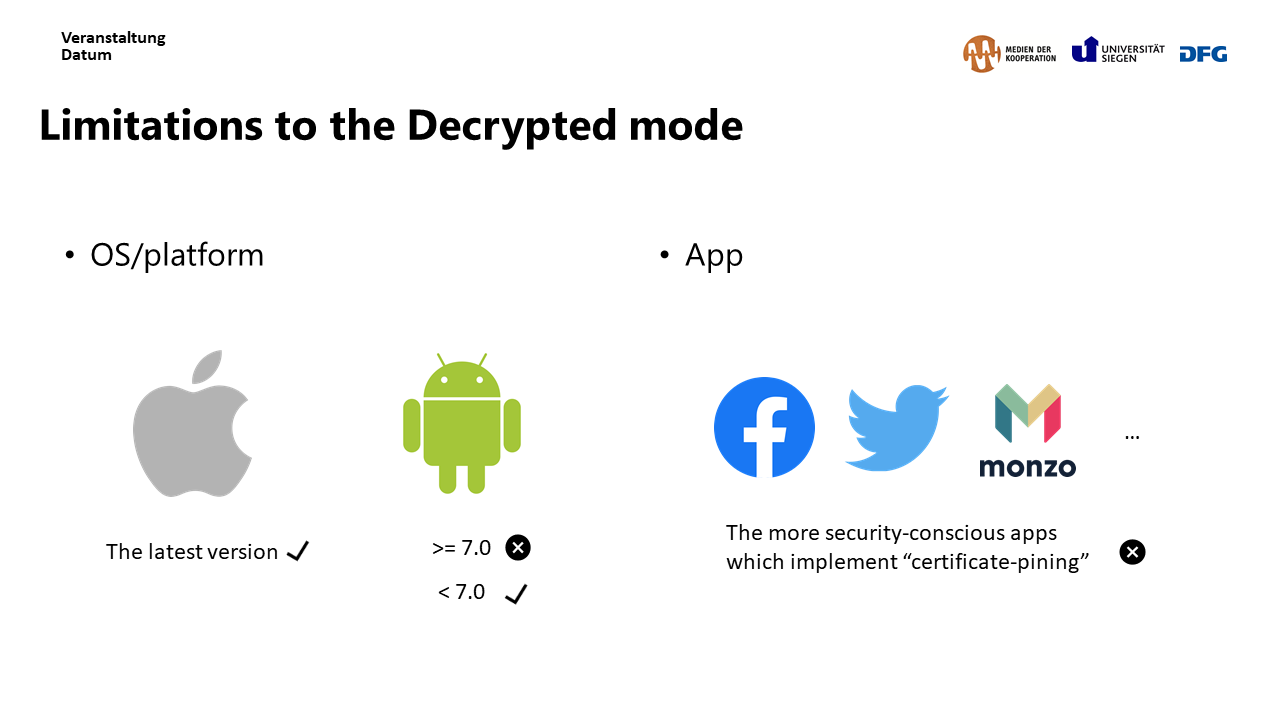 Veranstaltung
Datum
MEDIEN DER
KOOPERATION
UNIVERSITÄT
SIEGEN
DFG
Limitations to the Decrypted mode
• OS/platform
• App
monzo
...
The latest version
>= 7.0
< 7.0
The more security-conscious apps
which implement “certificate-pining”